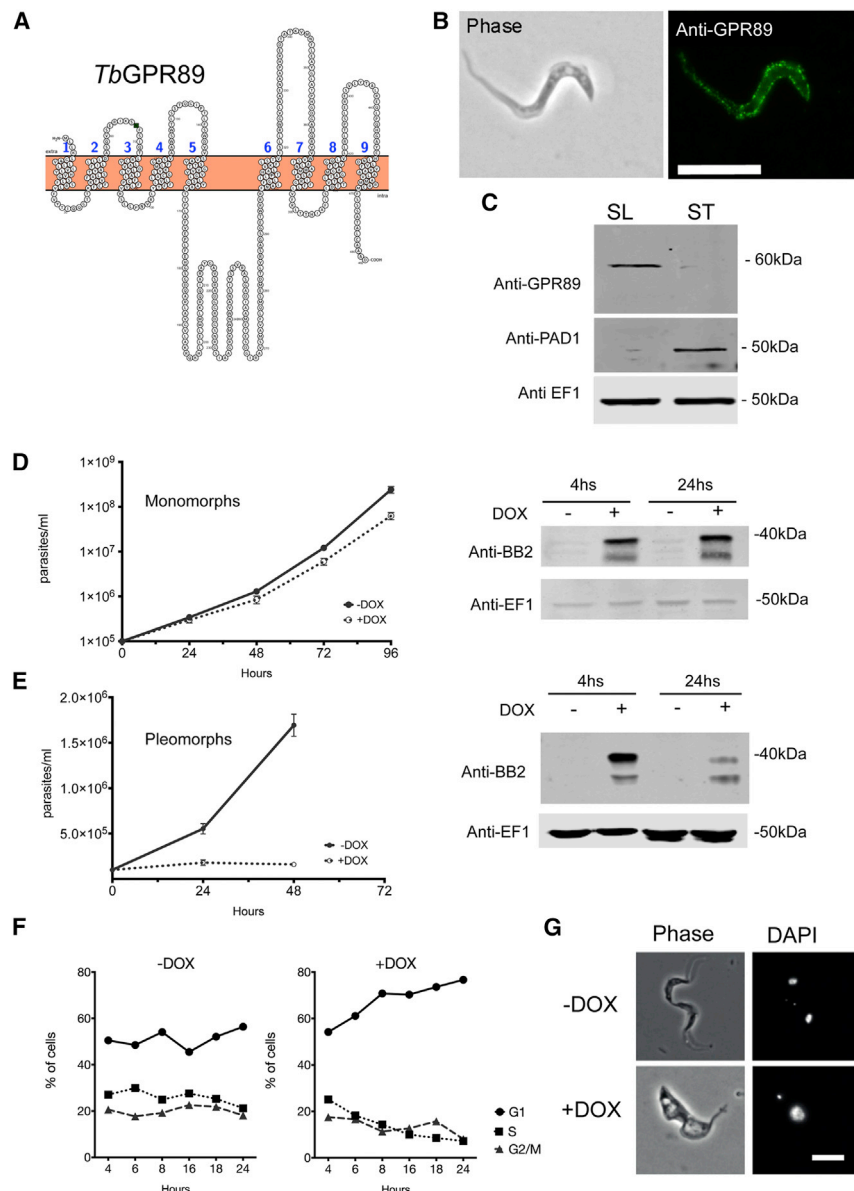 A
TbGPR89
extra
1 2 3 4 5 6 7 8 9
intra
-COOH
B
Phase
Anti-GPR89
C
SL ST
Anti-GPR89
- 60kDa
Anti-PAD1
- 50kDa
Anti EF1
- 50kDa
D
Monomorphs
parasites/ml
1×10⁹
1×10⁸
1×10⁷
1×10⁶
1×10⁵
0 24 48 72 96
Hours
-DOX
+DOX
4hs 24hs
DOX - + - +
Anti-BB2
-40kDa
Anti-EF1
-50kDa
E
Pleomorphs
parasites/ml
2.0×10⁶
1.5×10⁶
1.0×10⁶
5.0×10⁵
0 24 48 72
Hours
-DOX
+DOX
4hs 24hs
DOX - + - +
Anti-BB2
-40kDa
Anti-EF1
-50kDa
F
-DOX
% of cells
80
60
40
20
0
4 6 8 16 18 24
Hours
+DOX
% of cells
80
60
40
20
0
4 6 8 16 18 24
Hours
G1
S
G2/M
G
Phase DAPI
-DOX
+DOX